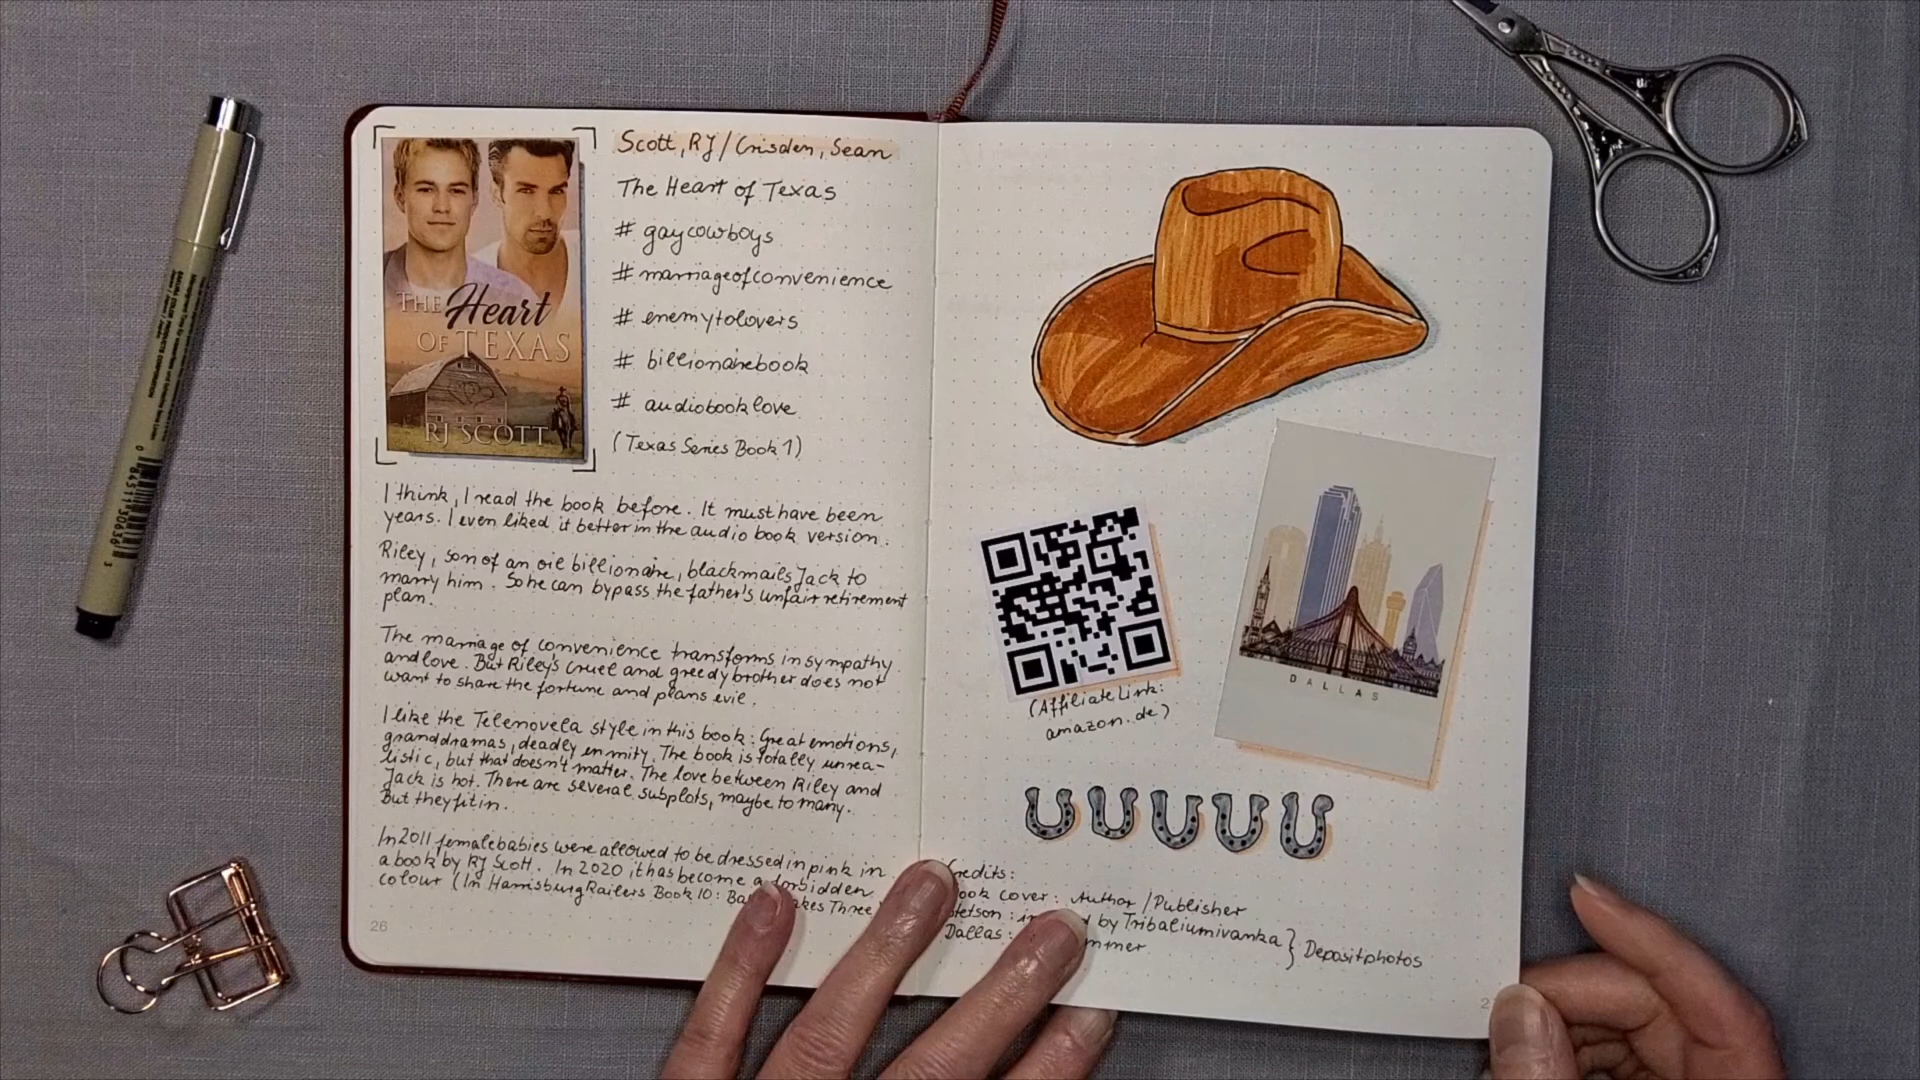 Scott, RJ / Crisden, Sean
The Heart of Texas
# gaycowboys
# marriageofconvenience
# enemytolovers
# billionairebook
# audiobooklove
(Texas Series Book 1)
THE Heart
OF TEXAS
RJ SCOTT
I think, I read the book before. It must have been
years. I even liked it better in the audio book version.
Riley, son of an oil billionaire, blackmails Jack to
marry him. So he can bypass the father's unfair retirement
plan.
The marriage of convenience transforms in sympathy
and love. But Riley's cruel and greedy brother does not
want to share the fortune and plans evil.
I like the Telenovela style in this book: Great emotions,
grand dramas, deadly enmity. The book is totally unrea-
listic, but that doesn't matter. The love between Riley and
Jack is hot. There are several subplots, maybe to many.
But they fit in.
In 2011 female babies were allowed to be dressed in pink in
a book by RJ Scott. In 2020 it has become a forbidden
colour (In Harrisburg Railers Book 10: Three
26
(Affiliate Link:
amazon.de)
DALLAS
Credits:
Book cover: Author / Publisher
Stetson: by Tribaliumivanka } Depositphotos
Dallas: